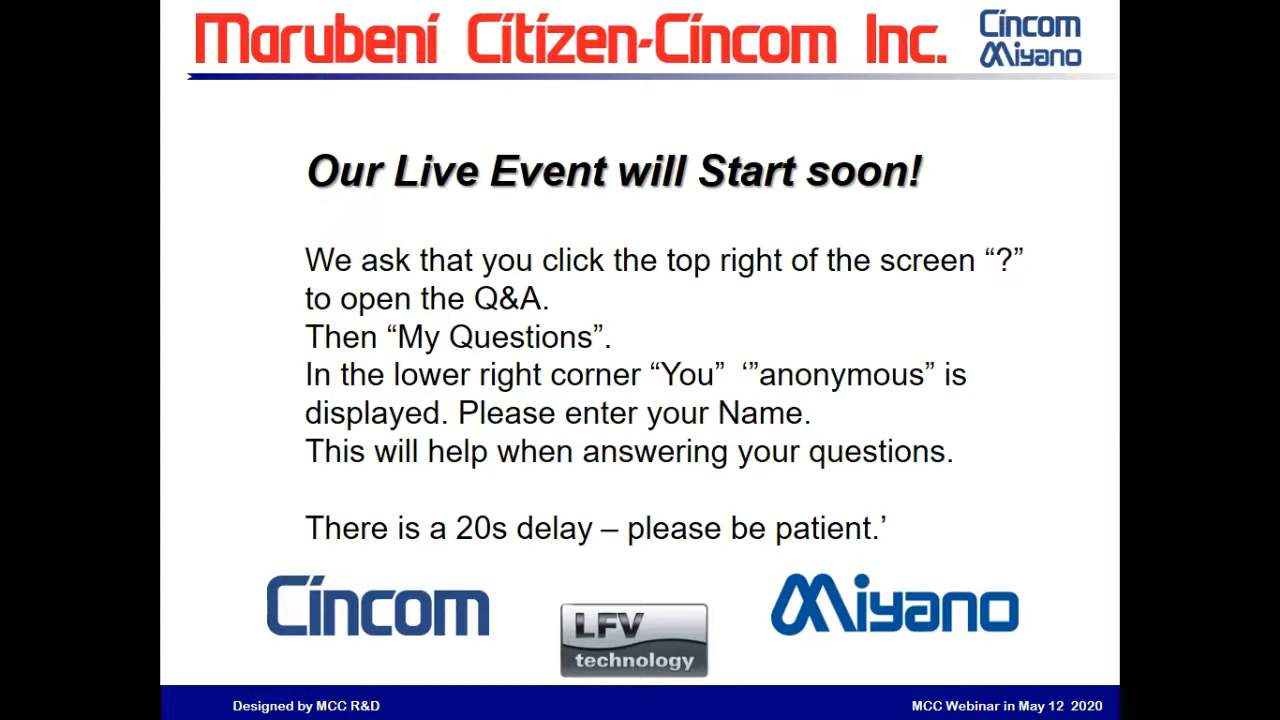 Marubeni Citizen-Cincom Inc.
Cincom
Miyano
Our Live Event will Start soon!
We ask that you click the top right of the screen “?”
to open the Q&A.
Then “My Questions”.
In the lower right corner “You”  ‘”anonymous” is
displayed. Please enter your Name.
This will help when answering your questions.
There is a 20s delay – please be patient.’
Cincom
LFV
technology
Miyano
Designed by MCC R&D
MCC Webinar in May 12  2020